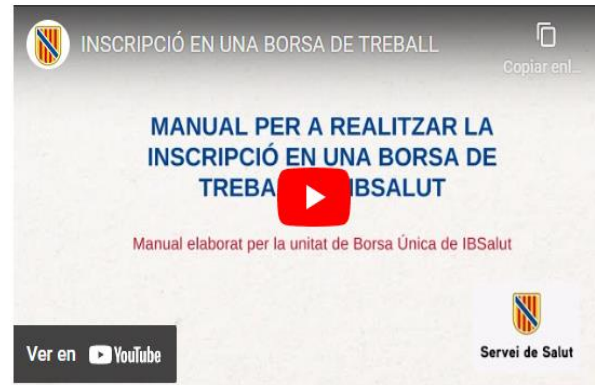 INSCRIPCIÓ EN UNA BORSA DE TREBALL
Copiar enl...
MANUAL PER A REALITZAR LA
INSCRIPCIÓ EN UNA BORSA DE
IBSALUT
Manual elaborat per la unitat de Borsa Única de IBSalut
Ver en YouTube
Servei de Salut